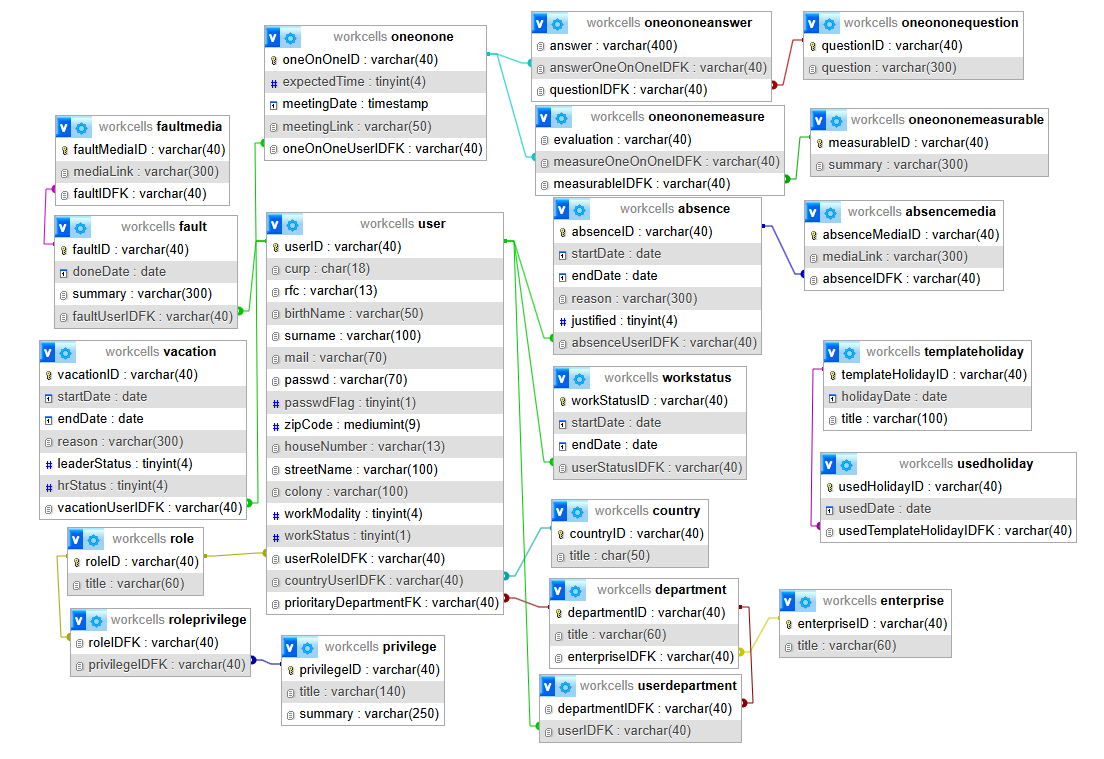 workcells oneonone
oneOnOneID : varchar(40)
expectedTime : tinyint(4)
meetingDate : timestamp
meetingLink : varchar(50)
oneOnOneUserIDFK : varchar(40)
workcells oneononeanswer
answer : varchar(400)
answerOneOnOneIDFK : varchar(40)
questionIDFK : varchar(40)
workcells oneononequestion
questionID : varchar(40)
question : varchar(300)
workcells oneononemeasure
evaluation : varchar(40)
measureOneOnOneIDFK : varchar(40)
measurableIDFK : varchar(40)
workcells oneononemeasurable
measurableID : varchar(40)
summary : varchar(300)
workcells faultmedia
faultMediaID : varchar(40)
mediaLink : varchar(300)
faultIDFK : varchar(40)
workcells fault
faultID : varchar(40)
doneDate : date
summary : varchar(300)
faultUserIDFK : varchar(40)
workcells user
userID : varchar(40)
curp : char(18)
rfc : varchar(13)
birthName : varchar(50)
surname : varchar(100)
mail : varchar(70)
passwd : varchar(70)
passwdFlag : tinyint(1)
zipCode : mediumint(9)
houseNumber : varchar(13)
streetName : varchar(100)
colony : varchar(100)
workModality : tinyint(4)
workStatus : tinyint(1)
userRoleIDFK : varchar(40)
countryUserIDFK : varchar(40)
prioritaryDepartmentFK : varchar(40)
workcells absence
absenceID : varchar(40)
startDate : date
endDate : date
reason : varchar(300)
justified : tinyint(4)
absenceUserIDFK : varchar(40)
workcells absencemedia
absenceMediaID : varchar(40)
mediaLink : varchar(300)
absenceIDFK : varchar(40)
workcells vacation
vacationID : varchar(40)
startDate : date
endDate : date
reason : varchar(300)
leaderStatus : tinyint(4)
hrStatus : tinyint(4)
vacationUserIDFK : varchar(40)
workcells workstatus
workStatusID : varchar(40)
startDate : date
endDate : date
userStatusIDFK : varchar(40)
workcells templateholiday
templateHolidayID : varchar(40)
holidayDate : date
title : varchar(100)
workcells usedholiday
usedHolidayID : varchar(40)
usedDate : date
usedTemplateHolidayIDFK : varchar(40)
workcells country
countryID : varchar(40)
title : char(50)
workcells role
roleID : varchar(40)
title : varchar(60)
workcells roleprivilege
roleIDFK : varchar(40)
privilegeIDFK : varchar(40)
workcells privilege
privilegeID : varchar(40)
title : varchar(140)
summary : varchar(250)
workcells department
departmentID : varchar(40)
title : varchar(60)
enterpriseIDFK : varchar(40)
workcells enterprise
enterpriseID : varchar(40)
title : varchar(60)
workcells userdepartment
departmentIDFK : varchar(40)
userIDFK : varchar(40)